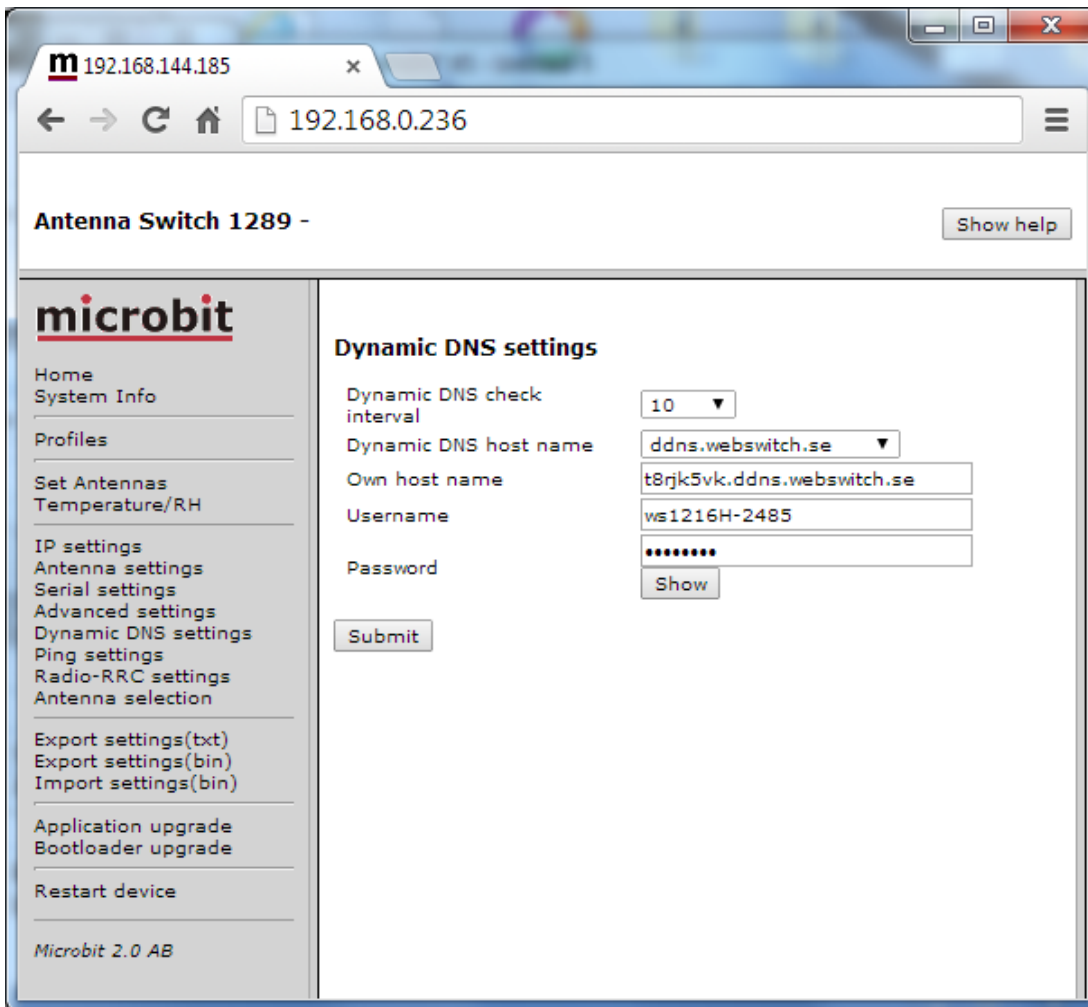 192.168.144.185
192.168.0.236
Antenna Switch 1289 -
Show help
microbit
Home
System Info
Profiles
Set Antennas
Temperature/RH
IP settings
Antenna settings
Serial settings
Advanced settings
Dynamic DNS settings
Ping settings
Radio-RRC settings
Antenna selection
Export settings(txt)
Export settings(bin)
Import settings(bin)
Application upgrade
Bootloader upgrade
Restart device
Microbit 2.0 AB
Dynamic DNS settings
Dynamic DNS check
interval
10
Dynamic DNS host name
ddns.webswitch.se
Own host name
t8rjk5vk.ddns.webswitch.se
Username
ws1216H-2485
Password
••••••••
Show
Submit